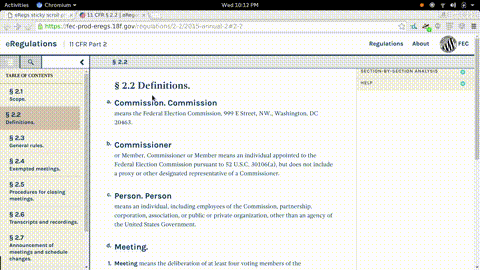 Activities Chromium Wed 10:12 PM
eRegs sticky scroll pr
11 CFR § 2.2 | eRegula
https://fec-prod-eregs.18f.gov/regulations/2-2/2015-annual-2#2-2
eRegulations 11 CFR Part 2 Regulations About FEC
§ 2.2
TABLE OF CONTENTS
§ 2.1
Scope.
§ 2.2
Definitions.
§ 2.3
General rules.
§ 2.4
Exempted meetings.
§ 2.5
Procedures for closing
meetings.
§ 2.6
Transcripts and recordings.
§ 2.7
Announcement of
meetings and schedule
changes.
§ 2.2 Definitions.
a. Commission. Commission
means the Federal Election Commission, 999 E Street, NW., Washington, DC
20463.
b. Commissioner
or Member. Commissioner or Member means an individual appointed to the
Federal Election Commission pursuant to 52 U.S.C. 30106(a), but does not include
a proxy or other designated representative of a Commissioner.
c. Person. Person
means an individual, including employees of the Commission, partnership,
corporation, association, or public or private organization, other than an agency of
the United States Government.
d. Meeting.
1. Meeting means the deliberation of at least four voting members of the
SECTION-BY-SECTION ANALYSIS
HELP